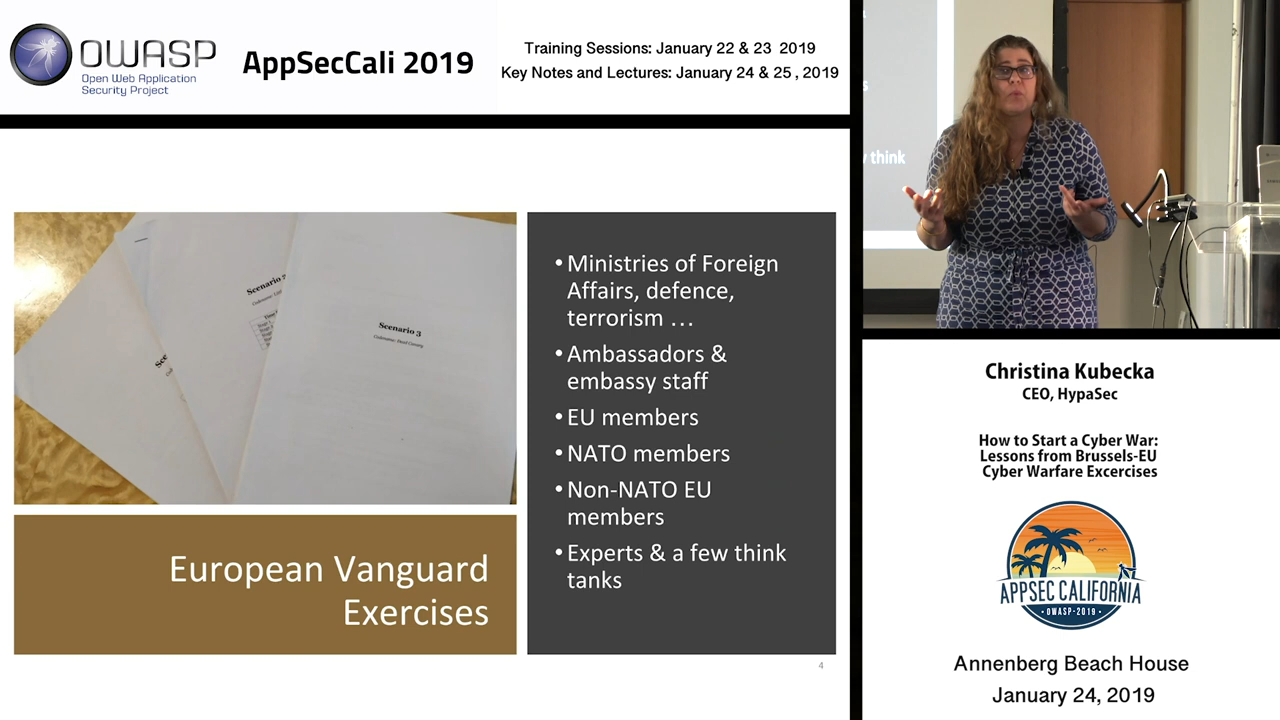 OWASP
Open Web Application
Security Project
AppSecCali 2019
Training Sessions: January 22 & 23 2019
Key Notes and Lectures: January 24 & 25 , 2019
Scenario 3
•Ministries of Foreign
Affairs, defence,
terrorism …
•Ambassadors &
embassy staff
•EU members
•NATO members
•Non-NATO EU
members
•Experts & a few think
tanks
European Vanguard
Exercises
4
think
Christina Kubecka
CEO, HypaSec
How to Start a Cyber War:
Lessons from Brussels-EU
Cyber Warfare Excercises
APPSEC CALIFORNIA
• OWASP-2019 •
Annenberg Beach House
January 24, 2019